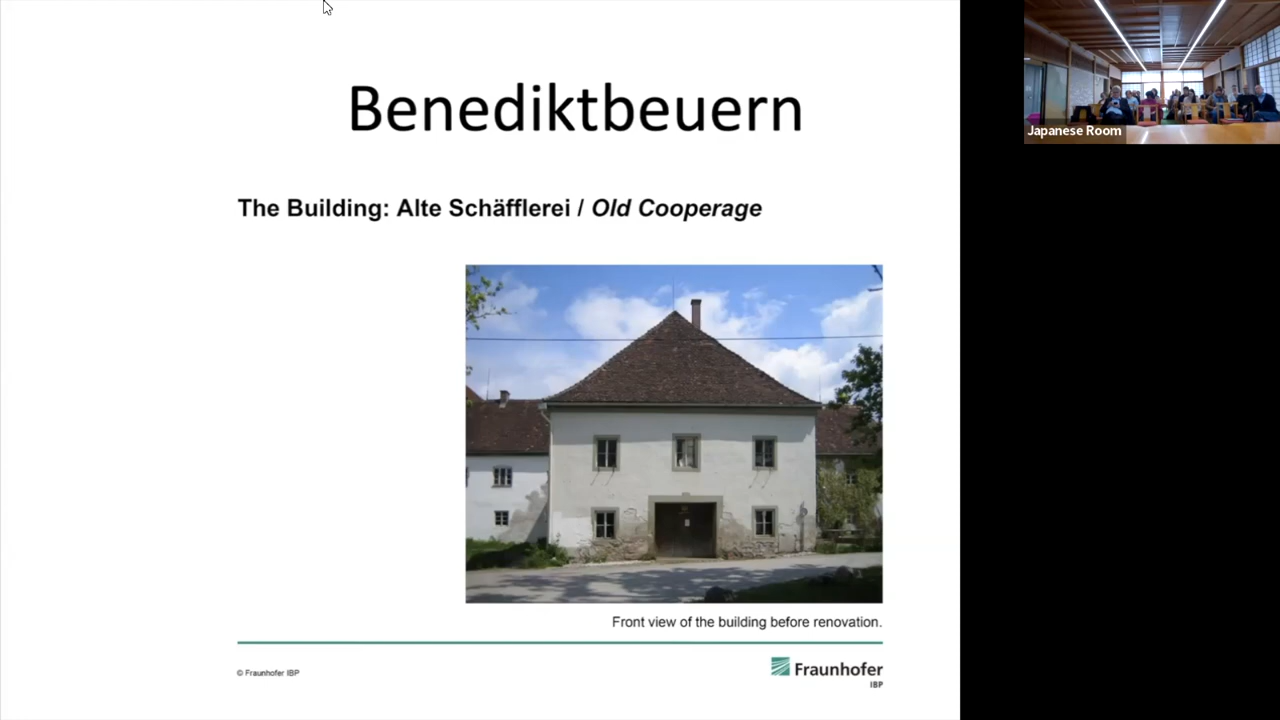 Benediktbeuern
The Building: Alte Schäfflerei / Old Cooperage
Front view of the building before renovation.
© Fraunhofer IBP
Fraunhofer
IBP
Japanese Room